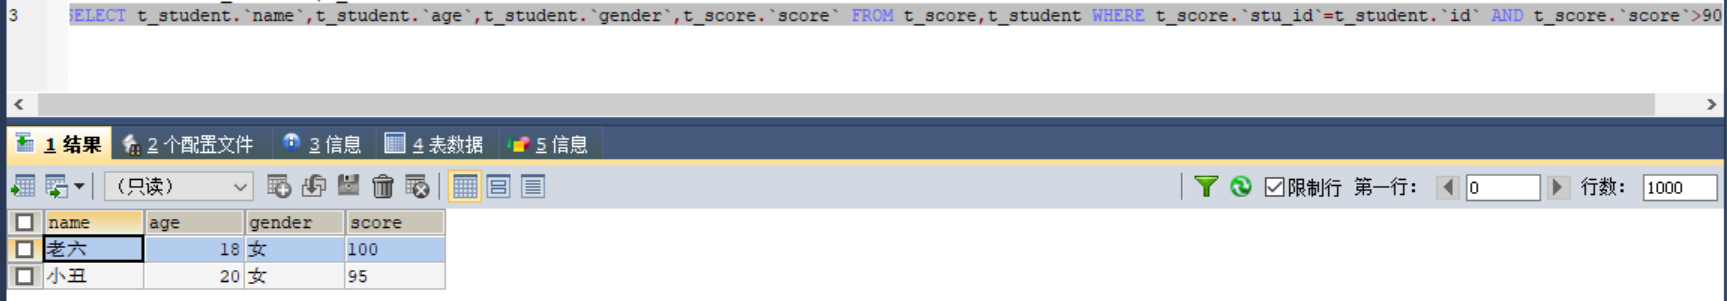 3 SELECT t_student.`name`,t_student.`age`,t_student.`gender`,t_score.`score` FROM t_score,t_student WHERE t_score.`stu_id`=t_student.`id` AND t_score.`score`>90
1 结果 2 个配置文件 3 信息 4 表数据 5 信息
(只读) 限制行 第一行: 0 行数: 1000
name age gender score
老六 18 女 100
小丑 20 女 95